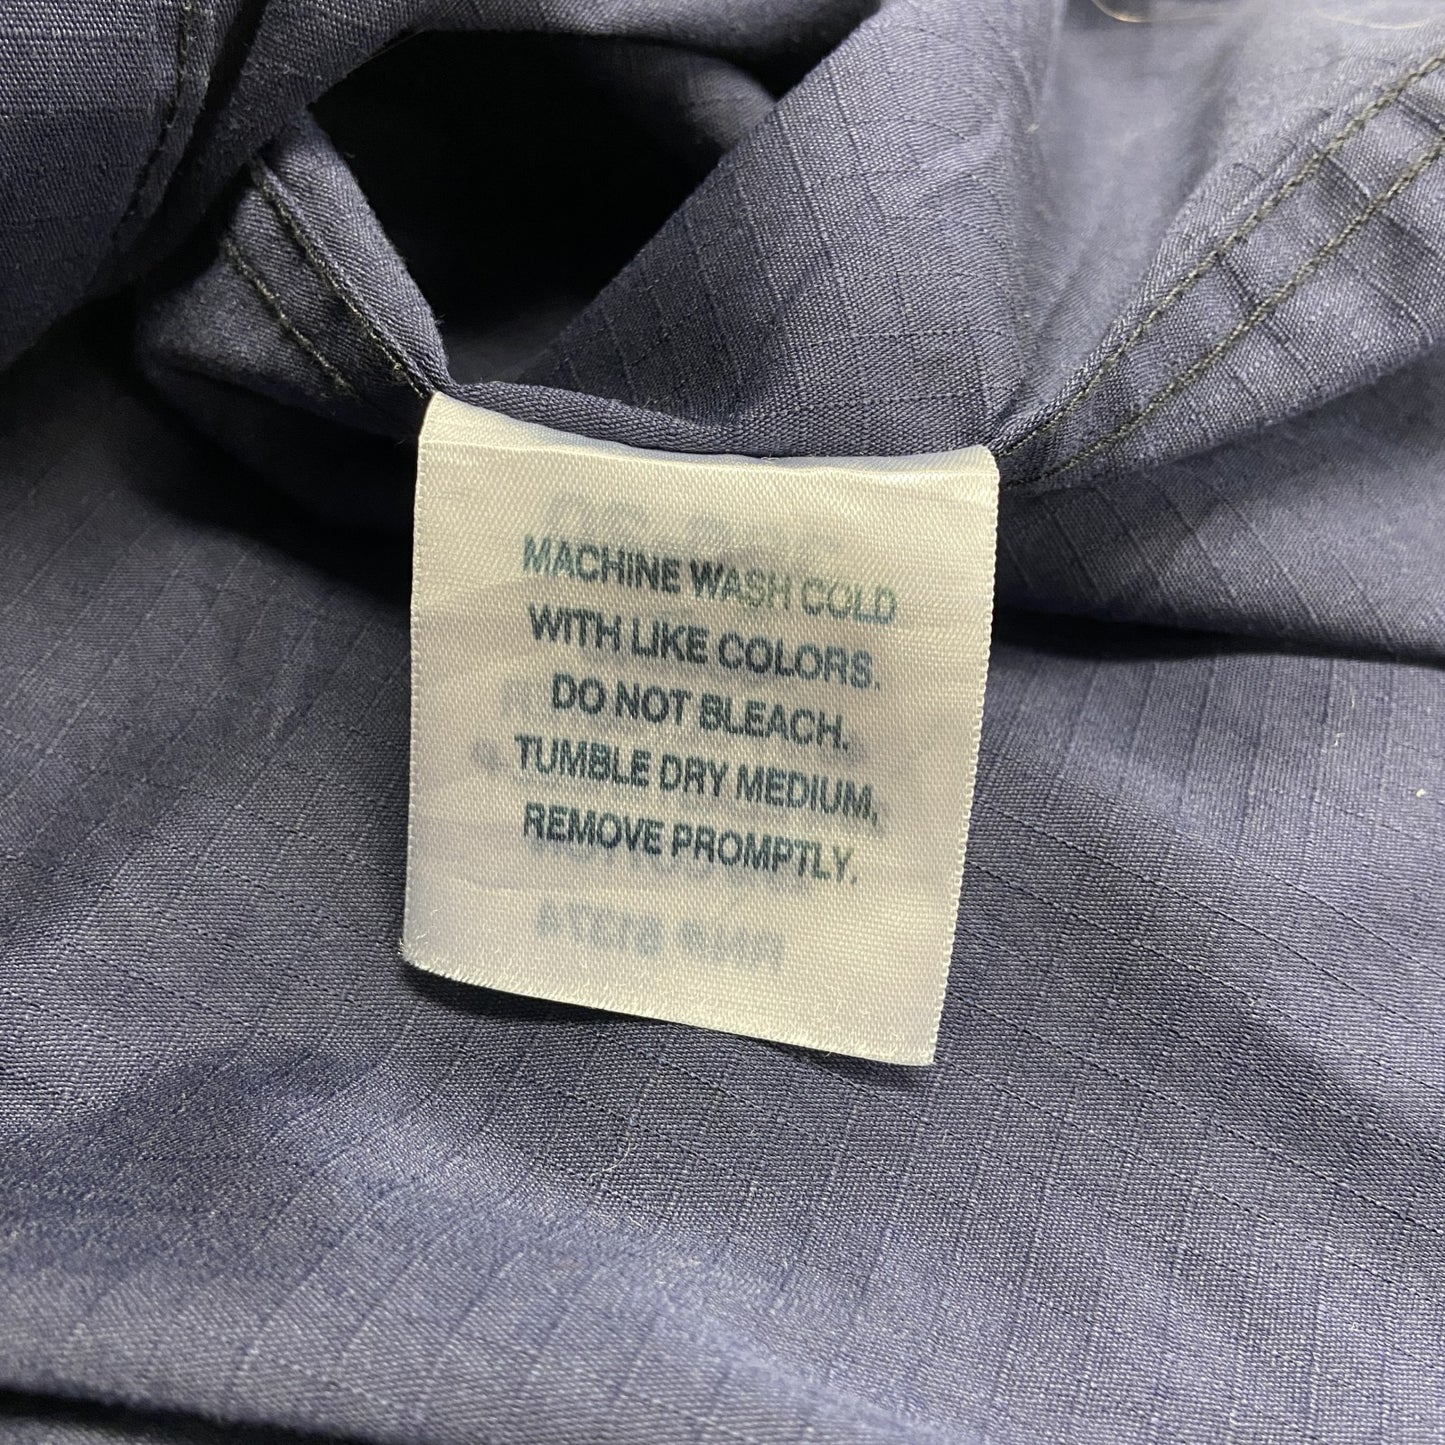 MACHINE WASH COLD
WITH LIKE COLORS.
DO NOT BLEACH.
TUMBLE DRY MEDIUM,
REMOVE PROMPTLY.